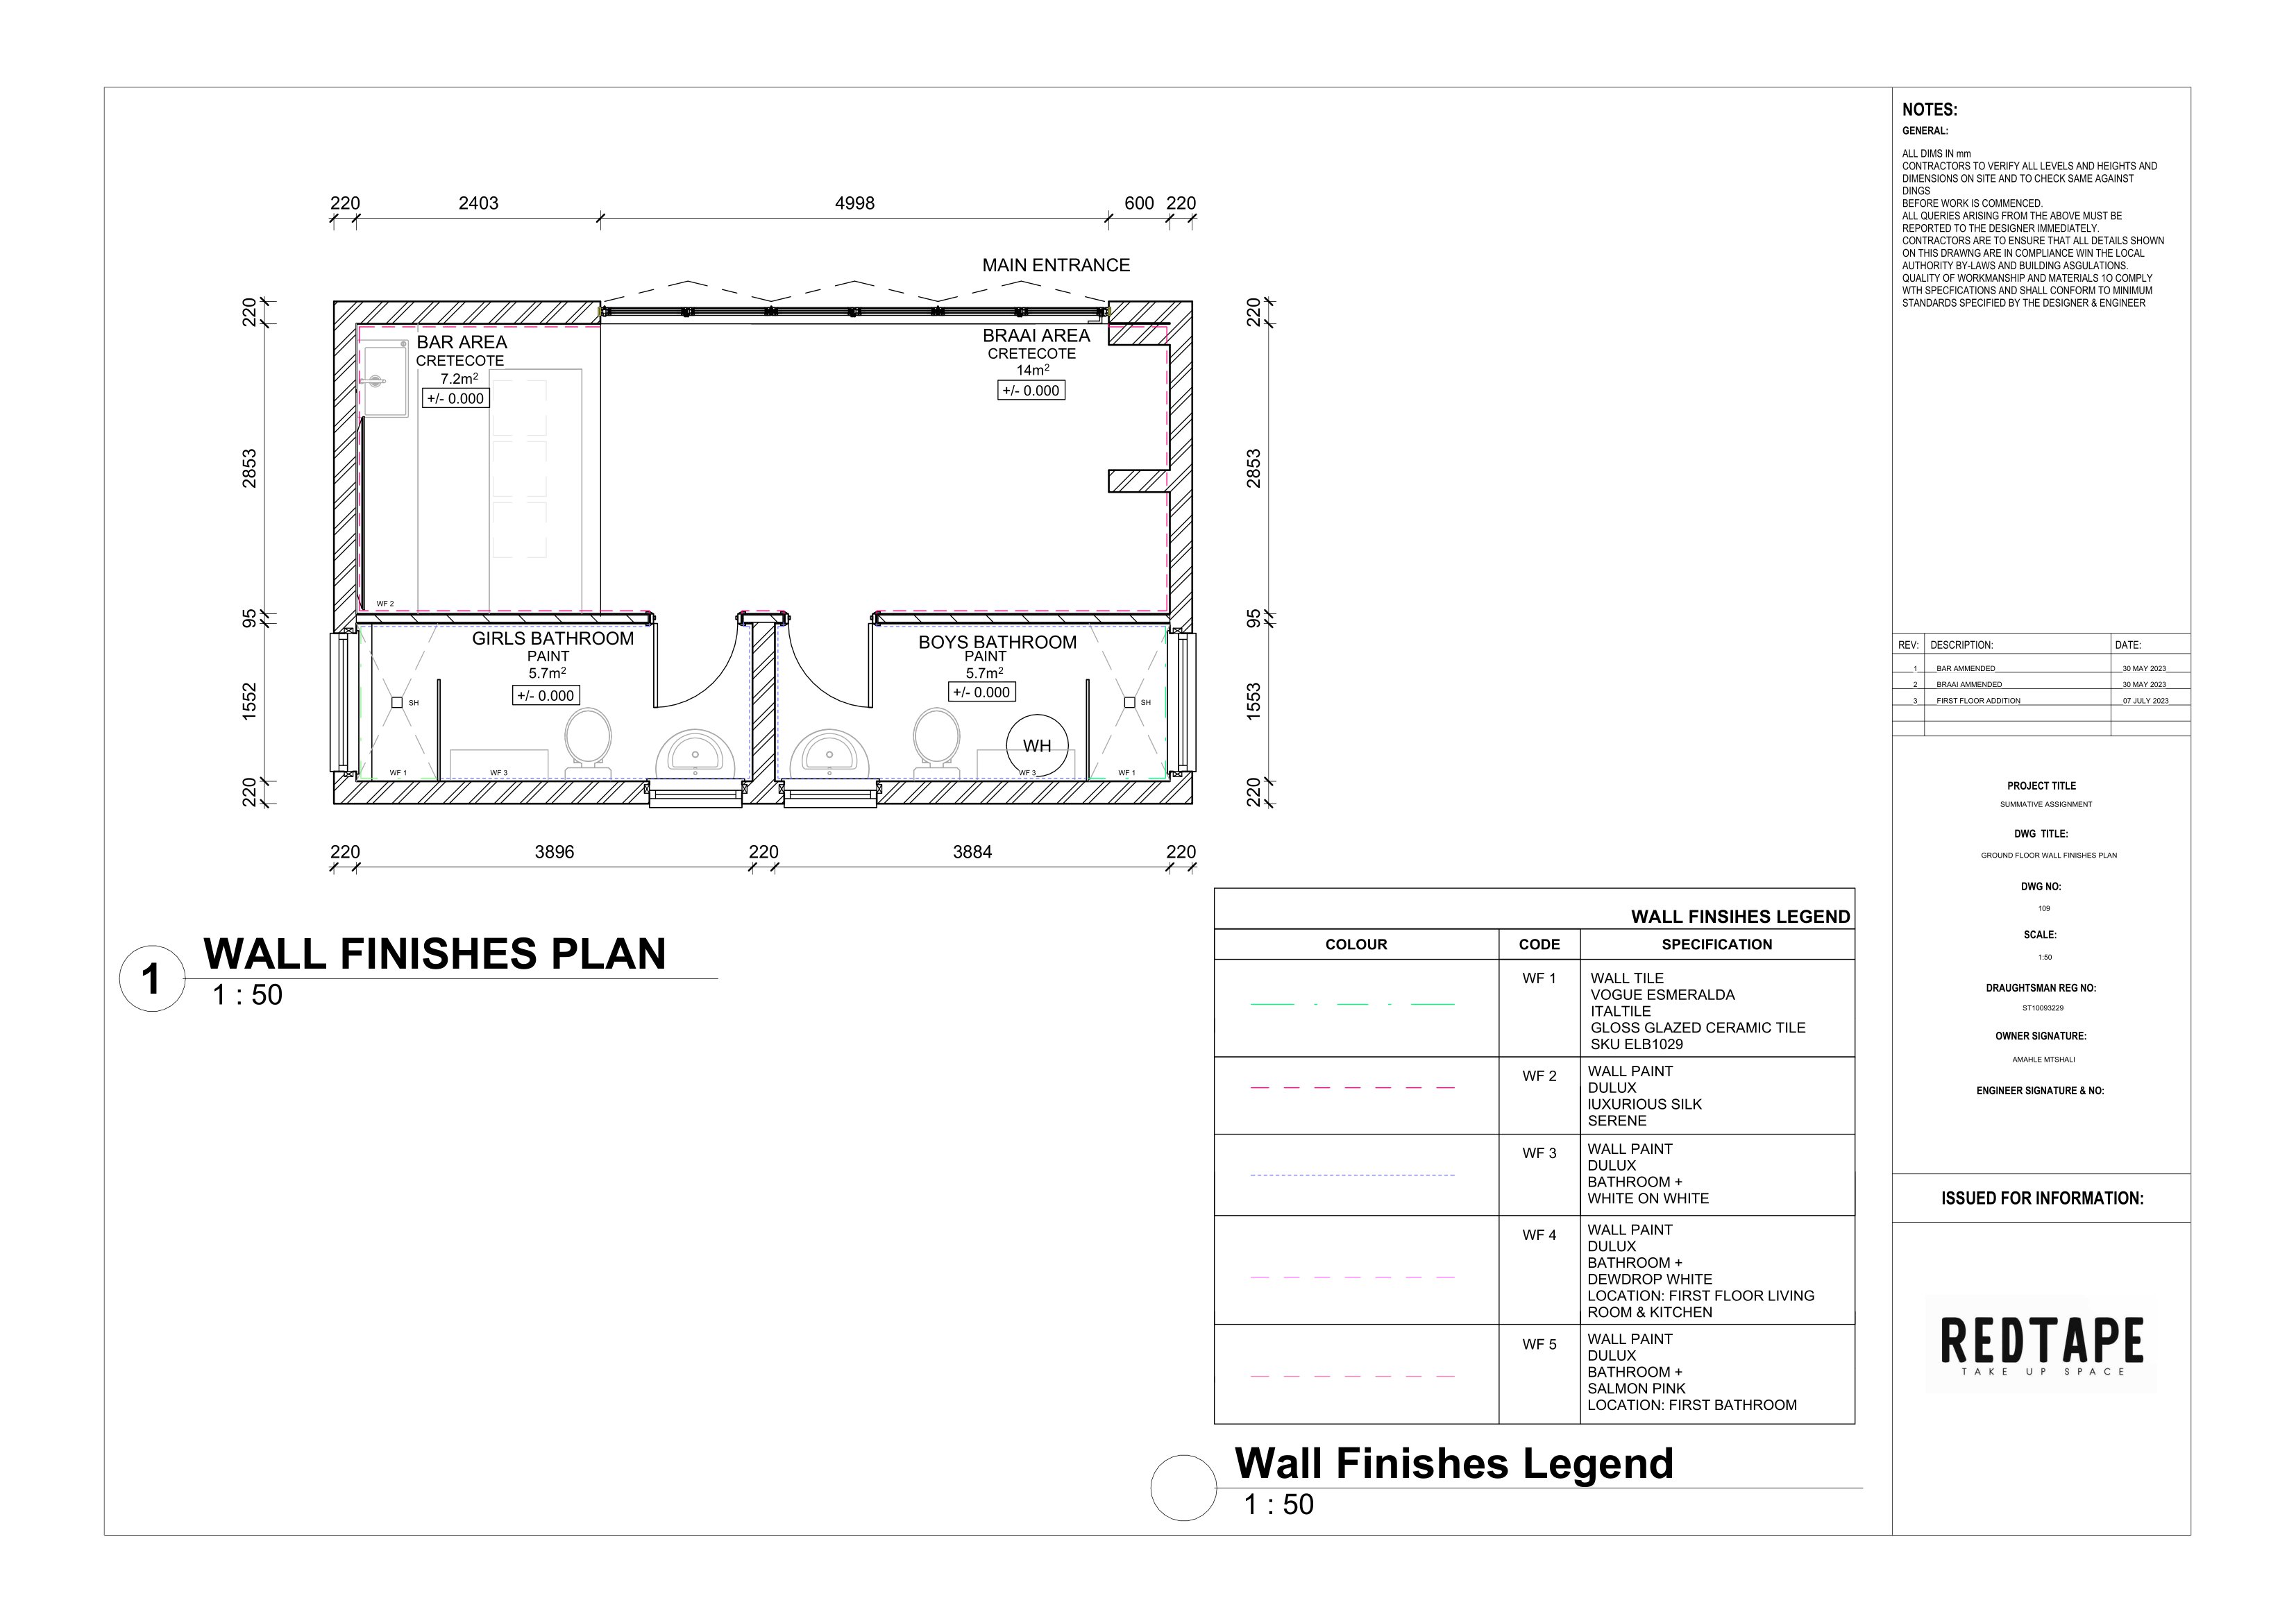 220 2403 4998 600 220
MAIN ENTRANCE
220
2853
95
1552
220
220
2853
95
1553
220
BAR AREA
CRETECOTE
7.2m²
+/- 0.000
BRAAI AREA
CRETECOTE
14m²
+/- 0.000
WF 2
GIRLS BATHROOM
PAINT
5.7m²
+/- 0.000
SH
WF 1
WF 3
BOYS BATHROOM
PAINT
5.7m²
+/- 0.000
SH
WH
WF 3
WF 1
220 3896 220 3884 220
1
WALL FINISHES PLAN
1 : 50
WALL FINSIHES LEGEND
COLOUR CODE SPECIFICATION
WF 1
WALL TILE
VOGUE ESMERALDA
ITALTILE
GLOSS GLAZED CERAMIC TILE
SKU ELB1029
WF 2
WALL PAINT
DULUX
lUXURIOUS SILK
SERENE
WF 3
WALL PAINT
DULUX
BATHROOM +
WHITE ON WHITE
WF 4
WALL PAINT
DULUX
BATHROOM +
DEWDROP WHITE
LOCATION: FIRST FLOOR LIVING
ROOM & KITCHEN
WF 5
WALL PAINT
DULUX
BATHROOM +
SALMON PINK
LOCATION: FIRST BATHROOM
Wall Finishes Legend
1 : 50
NOTES:
GENERAL:
ALL DIMS IN mm
CONTRACTORS TO VERIFY ALL LEVELS AND HEIGHTS AND
DIMENSIONS ON SITE AND TO CHECK SAME AGAINST
DINGS
BEFORE WORK IS COMMENCED.
ALL QUERIES ARISING FROM THE ABOVE MUST BE
REPORTED TO THE DESIGNER IMMEDIATELY.
CONTRACTORS ARE TO ENSURE THAT ALL DETAILS SHOWN
ON THIS DRAWNG ARE IN COMPLIANCE WIN THE LOCAL
AUTHORITY BY-LAWS AND BUILDING ASGULATIONS.
QUALITY OF WORKMANSHIP AND MATERIALS 1O COMPLY
WTH SPECFICATIONS AND SHALL CONFORM TO MINIMUM
STANDARDS SPECIFIED BY THE DESIGNER & ENGINEER
REV: DESCRIPTION: DATE:
1 BAR AMMENDED 30 MAY 2023
2 BRAAI AMMENDED 30 MAY 2023
3 FIRST FLOOR ADDITION 07 JULY 2023
PROJECT TITLE
SUMMATIVE ASSIGNMENT
DWG TITLE:
GROUND FLOOR WALL FINISHES PLAN
DWG NO:
109
SCALE:
1:50
DRAUGHTSMAN REG NO:
ST10093229
OWNER SIGNATURE:
AMAHLE MTSHALI
ENGINEER SIGNATURE & NO:
ISSUED FOR INFORMATION:
REDTAPE
TAKE UP SPACE